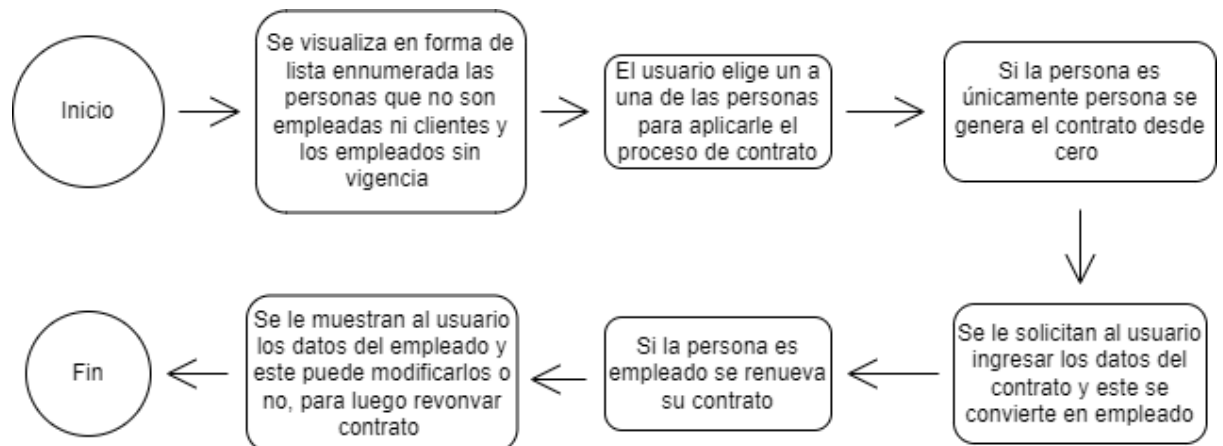 Inicio
Se visualiza en forma de
lista ennumerada las
personas que no son
empleadas ni clientes y
los empleados sin
vigencia
El usuario elige un a
una de las personas
para aplicarle el
proceso de contrato
Si la persona es
únicamente persona se
genera el contrato desde
cero
Se le solicitan al usuario
ingresar los datos del
contrato y este se
convierte en empleado
Si la persona es
empleado se renueva
su contrato
Se le muestran al usuario
los datos del empleado y
este puede modificarlos o
no, para luego revonvar
contrato
Fin